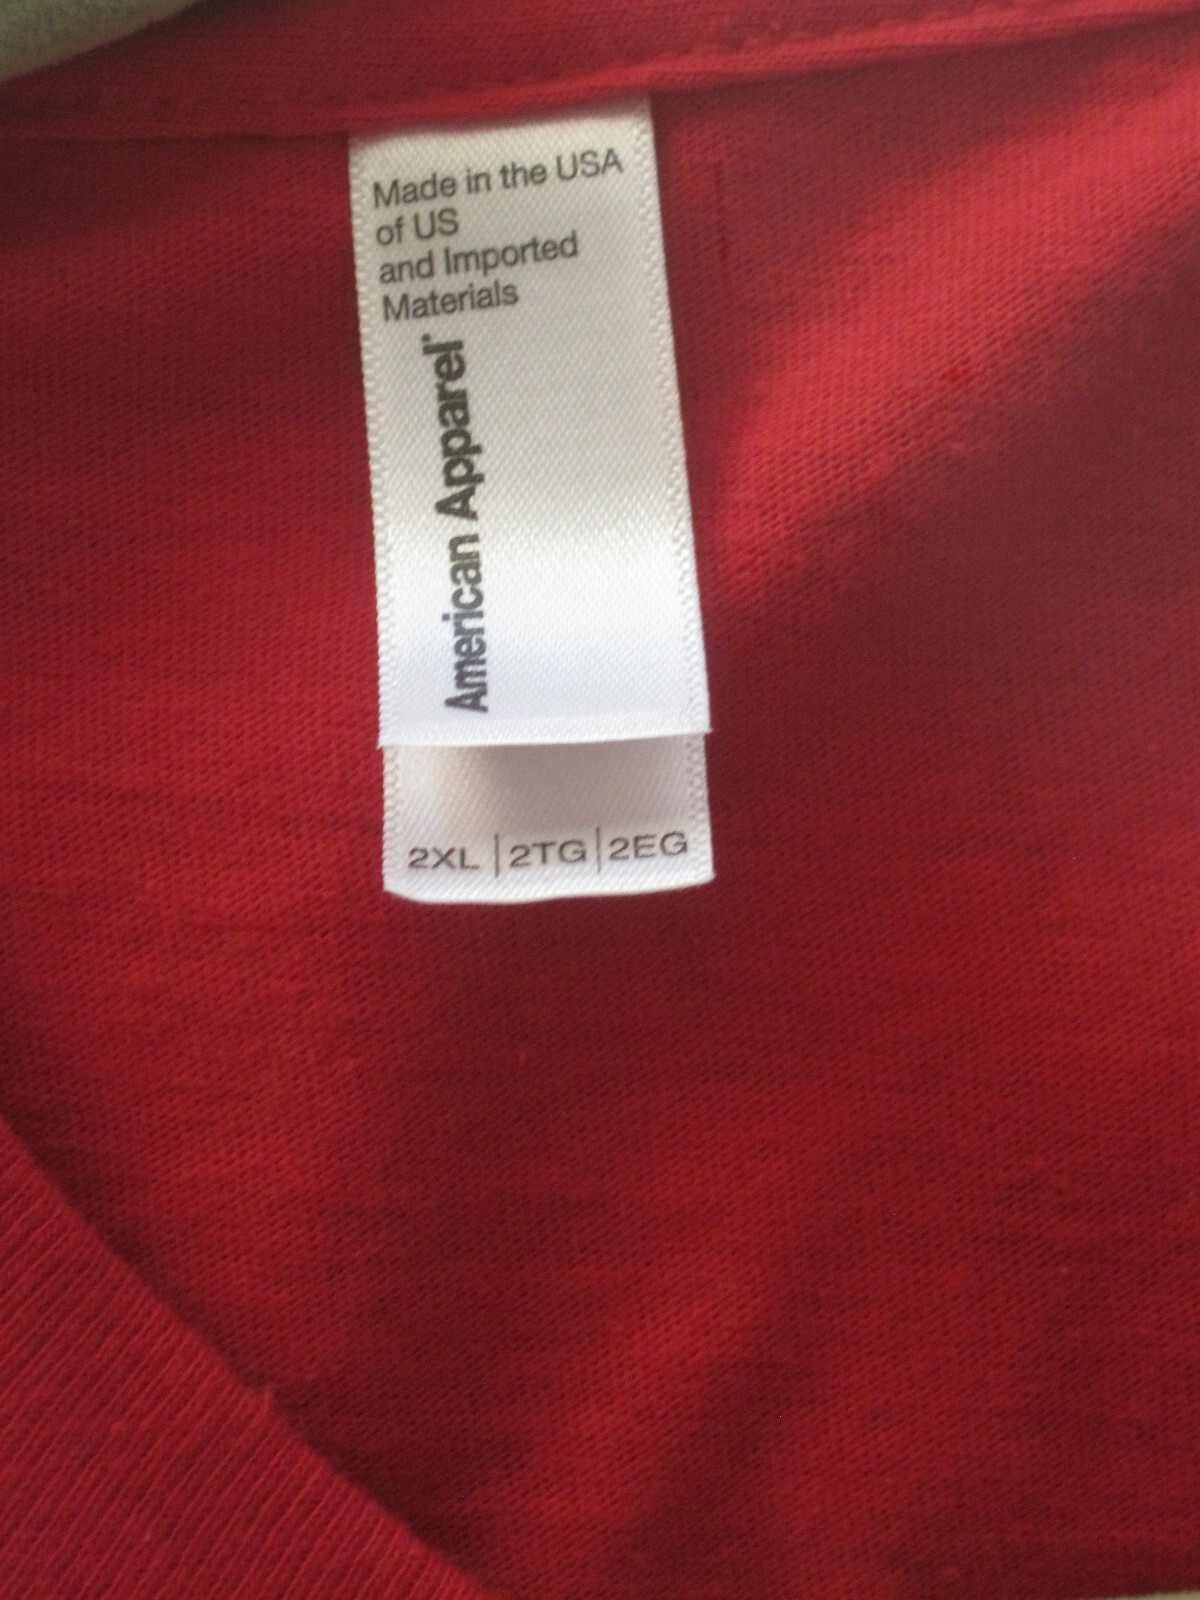 Made in the USA
of US
and Imported
Materials
American Apparel
2XL | 2TG | 2EG